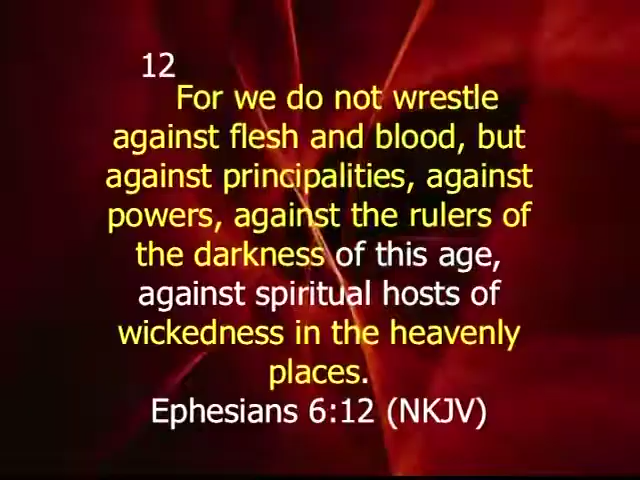 12
For we do not wrestle
against flesh and blood, but
against principalities, against
powers, against the rulers of
the darkness of this age,
against spiritual hosts of
wickedness in the heavenly
places.
Ephesians 6:12 (NKJV)